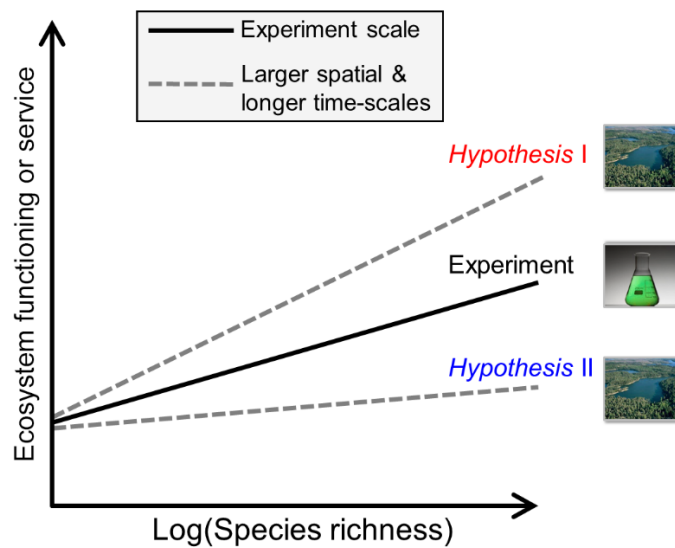 Experiment scale
Larger spatial &
longer time-scales
Ecosystem functioning or service
Hypothesis I
Experiment
Hypothesis II
Log(Species richness)